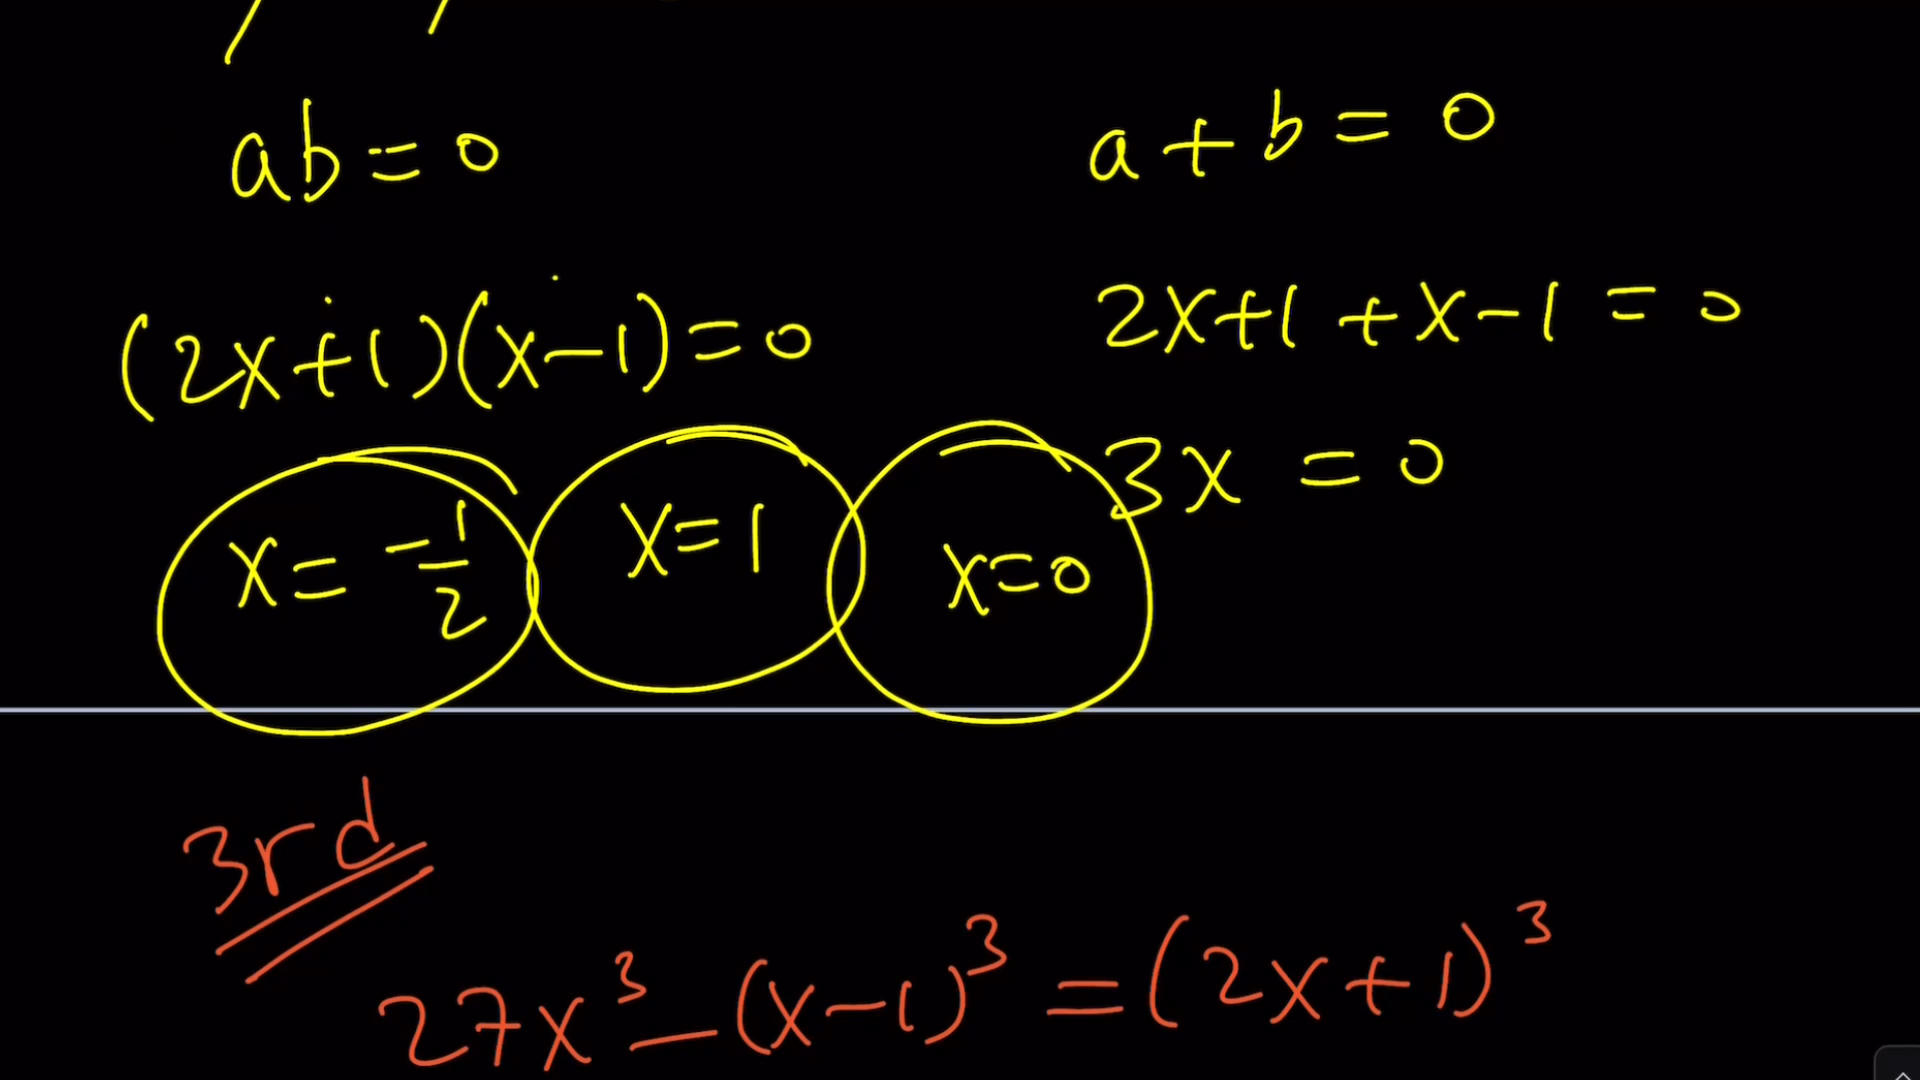 ab=0
a+b=0
(2x+1)(x-1)=0
2x+1+x-1=0
3x=0
x=-1/2
x=1
x=0
3rd
27x³-(x-1)³=(2x+1)³